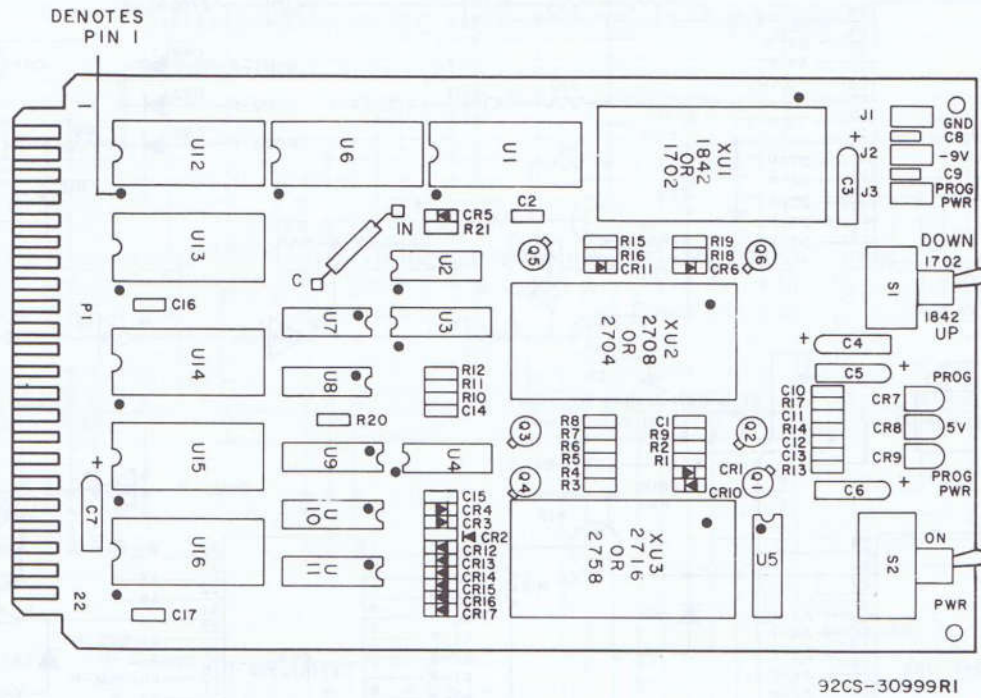 DENOTES
PIN 1
1
U12
U6
U1
XU1
1842
OR
1702
C3
+
J1
GND
C8
J2
-9V
C9
J3
PROG
PWR
CR5
R21
C2
IN
C
U13
U2
Q5
R15
R16
CR11
R19
R18
CR6
Q6
DOWN
1702
S1
1842
UP
C16
P1
U7
U3
XU2
2708
OR
2704
+
C4
C5
+
U14
U8
R12
R11
R10
C14
R20
PROG
C10
R17
C11
R14
C12
C13
R13
CR7
CR8
5V
CR9
PROG
PWR
Q3
R8
R7
R6
R5
R4
R3
Q4
C1
R9
R2
R1
CR1
CR10
Q2
Q1
C6
+
U15
U9
U4
+
C7
U10
C15
CR4
CR3
CR2
CR12
CR13
CR14
CR15
CR16
CR17
U16
U11
XU3
2716
OR
2758
U5
S2
ON
PWR
22
C17
92CS-30999R1